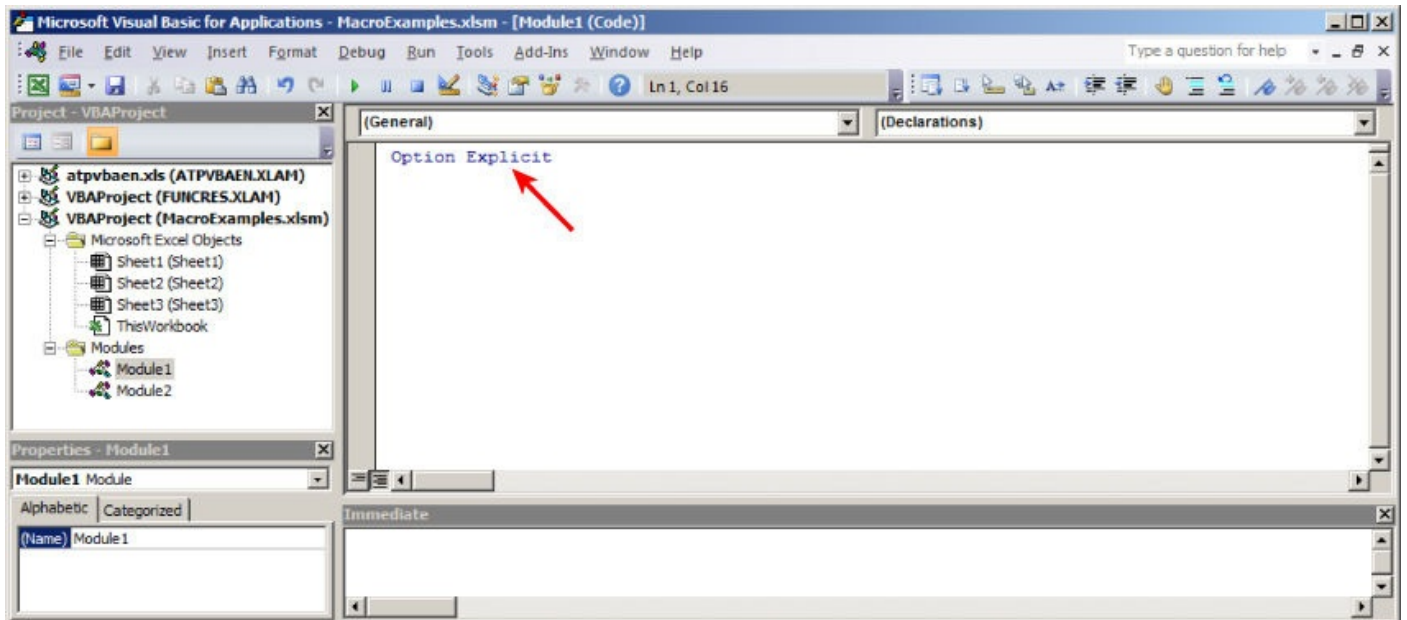 Microsoft Visual Basic for Applications - MacroExamples.xlsm - [Module1 (Code)]
File Edit View Insert Format Debug Run Tools Add-Ins Window Help Type a question for help
Ln 1, Col 16
Project - VBAProject
(General) (Declarations)
Option Explicit
atpvbaen.xls (ATPVBAEN.XLAM)
VBAProject (FUNCRES.XLAM)
VBAProject (MacroExamples.xlsm)
Microsoft Excel Objects
Sheet1 (Sheet1)
Sheet2 (Sheet2)
Sheet3 (Sheet3)
ThisWorkbook
Modules
Module1
Module2
Properties - Module1
Module1 Module
Alphabetic Categorized
(Name) Module1
Immediate